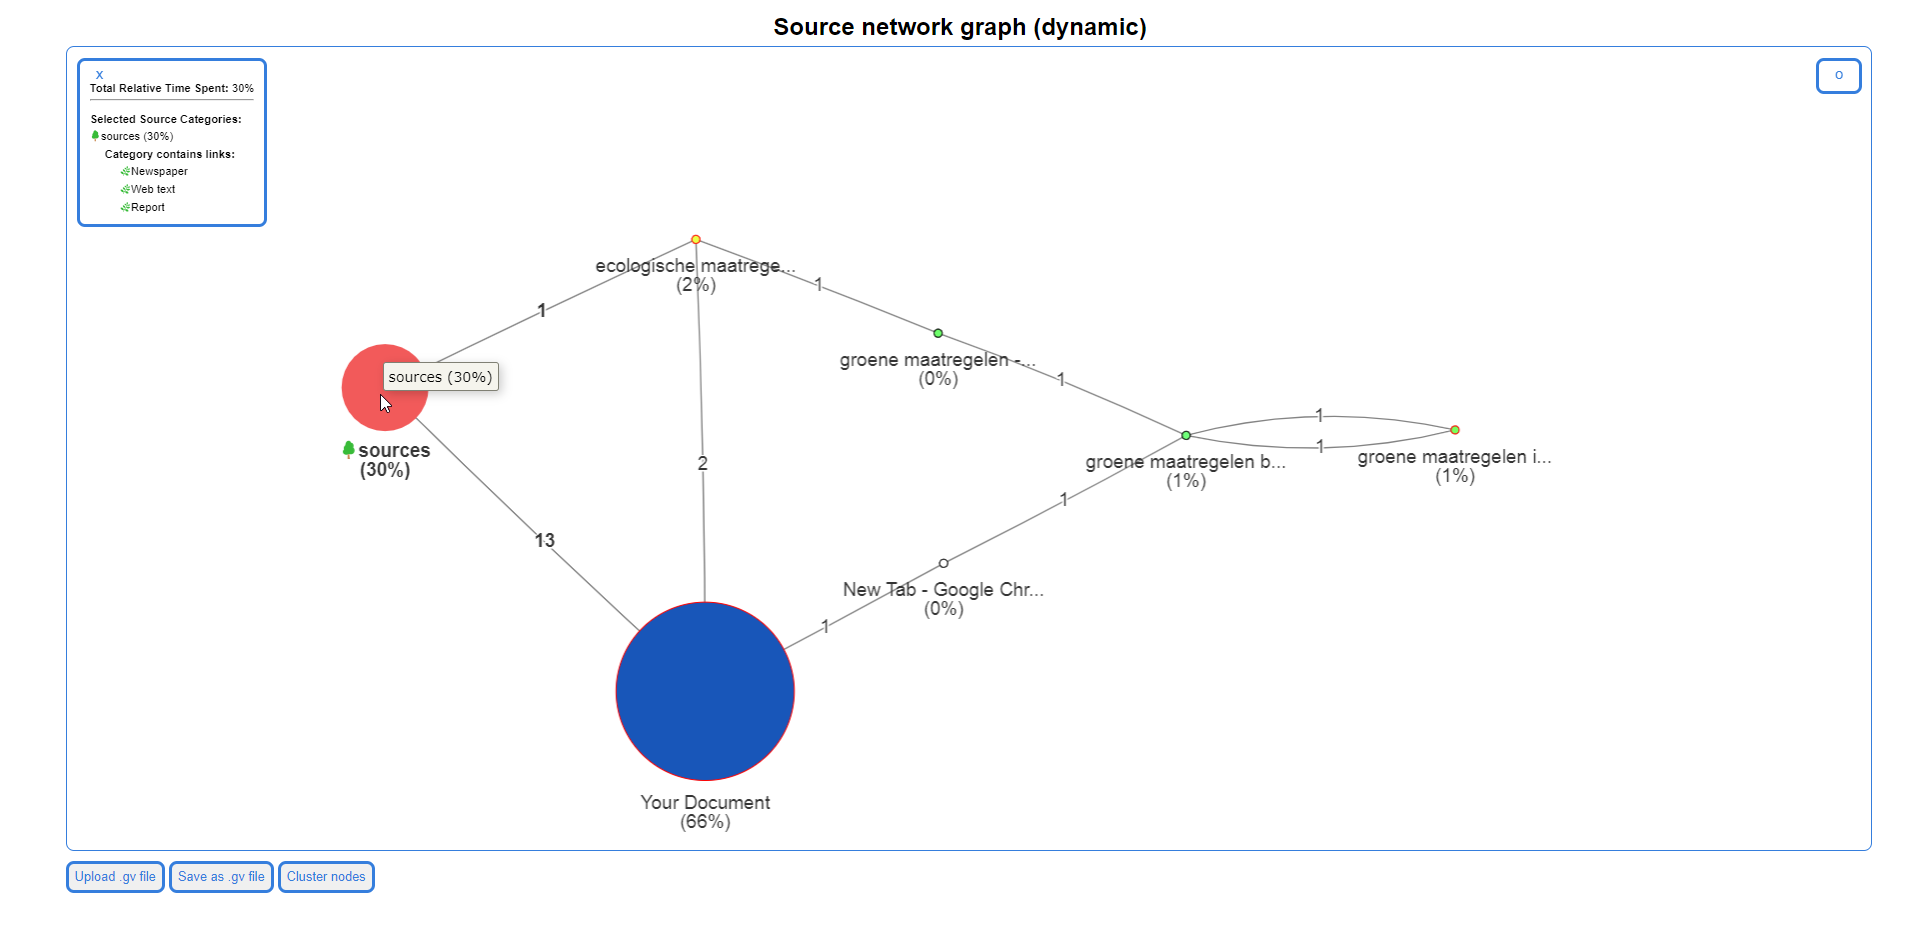 Source network graph (dynamic)
x
Total Relative Time Spent: 30%
Selected Source Categories:
sources (30%)
Category contains links:
Newspaper
Web text
Report
o
ecologische maatrege...
(2%)
1
1
groene maatregelen -...
(0%)
1
sources (30%)
sources
(30%)
2
1
1
groene maatregelen b...
(1%)
groene maatregelen i...
(1%)
1
13
New Tab - Google Chr...
(0%)
1
Your Document
(66%)
Upload .gv file
Save as .gv file
Cluster nodes